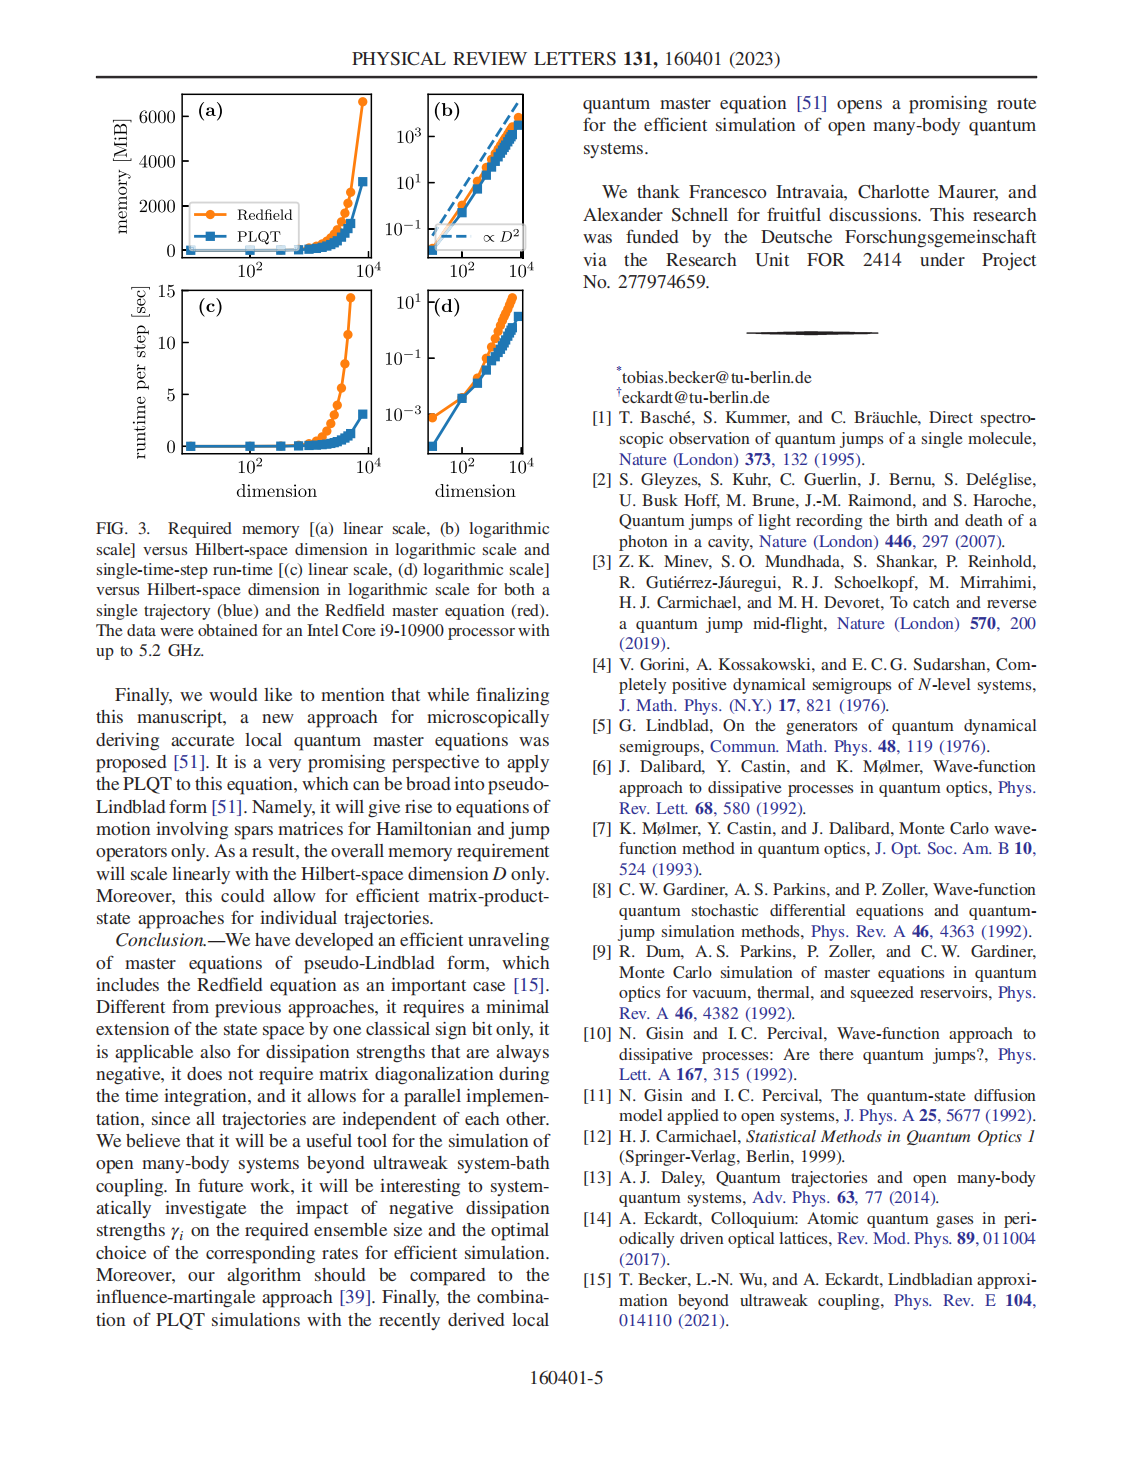 PHYSICAL REVIEW LETTERS 131, 160401 (2023)
(a)
(b)
6000
4000
2000
0
memory [MiB]
Redfield
PLQT
10^2
10^4
10^3
10^1
10^−1
∝ D^2
10^2
10^4
(c)
(d)
15
10
5
0
runtime per step [sec]
10^2
10^4
dimension
10^1
10^−1
10^−3
10^2
10^4
dimension
FIG. 3. Required memory [(a) linear scale, (b) logarithmic
scale] versus Hilbert-space dimension in logarithmic scale and
single-time-step run-time [(c) linear scale, (d) logarithmic scale]
versus Hilbert-space dimension in logarithmic scale for both a
single trajectory (blue) and the Redfield master equation (red).
The data were obtained for an Intel Core i9-10900 processor with
up to 5.2 GHz.
Finally, we would like to mention that while finalizing
this manuscript, a new approach for microscopically
deriving accurate local quantum master equations was
proposed [51]. It is a very promising perspective to apply
the PLQT to this equation, which can be broad into pseudo-
Lindblad form [51]. Namely, it will give rise to equations of
motion involving spars matrices for Hamiltonian and jump
operators only. As a result, the overall memory requirement
will scale linearly with the Hilbert-space dimension D only.
Moreover, this could allow for efficient matrix-product-
state approaches for individual trajectories.
Conclusion.—We have developed an efficient unraveling
of master equations of pseudo-Lindblad form, which
includes the Redfield equation as an important case [15].
Different from previous approaches, it requires a minimal
extension of the state space by one classical sign bit only, it
is applicable also for dissipation strengths that are always
negative, it does not require matrix diagonalization during
the time integration, and it allows for a parallel implemen-
tation, since all trajectories are independent of each other.
We believe that it will be a useful tool for the simulation of
open many-body systems beyond ultraweak system-bath
coupling. In future work, it will be interesting to system-
atically investigate the impact of negative dissipation
strengths γ_i on the required ensemble size and the optimal
choice of the corresponding rates for efficient simulation.
Moreover, our algorithm should be compared to the
influence-martingale approach [39]. Finally, the combina-
tion of PLQT simulations with the recently derived local
quantum master equation [51] opens a promising route
for the efficient simulation of open many-body quantum
systems.
We thank Francesco Intravaia, Charlotte Maurer, and
Alexander Schnell for fruitful discussions. This research
was funded by the Deutsche Forschungsgemeinschaft
via the Research Unit FOR 2414 under Project
No. 277974659.
*tobias.becker@tu-berlin.de
†eckardt@tu-berlin.de
[1] T. Basché, S. Kummer, and C. Bräuchle, Direct spectro-
scopic observation of quantum jumps of a single molecule,
Nature (London) 373, 132 (1995).
[2] S. Gleyzes, S. Kuhr, C. Guerlin, J. Bernu, S. Deléglise,
U. Busk Hoff, M. Brune, J.-M. Raimond, and S. Haroche,
Quantum jumps of light recording the birth and death of a
photon in a cavity, Nature (London) 446, 297 (2007).
[3] Z. K. Minev, S. O. Mundhada, S. Shankar, P. Reinhold,
R. Gutiérrez-Jáuregui, R. J. Schoelkopf, M. Mirrahimi,
H. J. Carmichael, and M. H. Devoret, To catch and reverse
a quantum jump mid-flight, Nature (London) 570, 200
(2019).
[4] V. Gorini, A. Kossakowski, and E. C. G. Sudarshan, Com-
pletely positive dynamical semigroups of N-level systems,
J. Math. Phys. (N.Y.) 17, 821 (1976).
[5] G. Lindblad, On the generators of quantum dynamical
semigroups, Commun. Math. Phys. 48, 119 (1976).
[6] J. Dalibard, Y. Castin, and K. Mølmer, Wave-function
approach to dissipative processes in quantum optics, Phys.
Rev. Lett. 68, 580 (1992).
[7] K. Mølmer, Y. Castin, and J. Dalibard, Monte Carlo wave-
function method in quantum optics, J. Opt. Soc. Am. B 10,
524 (1993).
[8] C. W. Gardiner, A. S. Parkins, and P. Zoller, Wave-function
quantum stochastic differential equations and quantum-
jump simulation methods, Phys. Rev. A 46, 4363 (1992).
[9] R. Dum, A. S. Parkins, P. Zoller, and C. W. Gardiner,
Monte Carlo simulation of master equations in quantum
optics for vacuum, thermal, and squeezed reservoirs, Phys.
Rev. A 46, 4382 (1992).
[10] N. Gisin and I. C. Percival, Wave-function approach to
dissipative processes: Are there quantum jumps?, Phys.
Lett. A 167, 315 (1992).
[11] N. Gisin and I. C. Percival, The quantum-state diffusion
model applied to open systems, J. Phys. A 25, 5677 (1992).
[12] H. J. Carmichael, Statistical Methods in Quantum Optics 1
(Springer-Verlag, Berlin, 1999).
[13] A. J. Daley, Quantum trajectories and open many-body
quantum systems, Adv. Phys. 63, 77 (2014).
[14] A. Eckardt, Colloquium: Atomic quantum gases in peri-
odically driven optical lattices, Rev. Mod. Phys. 89, 011004
(2017).
[15] T. Becker, L.-N. Wu, and A. Eckardt, Lindbladian approxi-
mation beyond ultraweak coupling, Phys. Rev. E 104,
014110 (2021).
160401-5